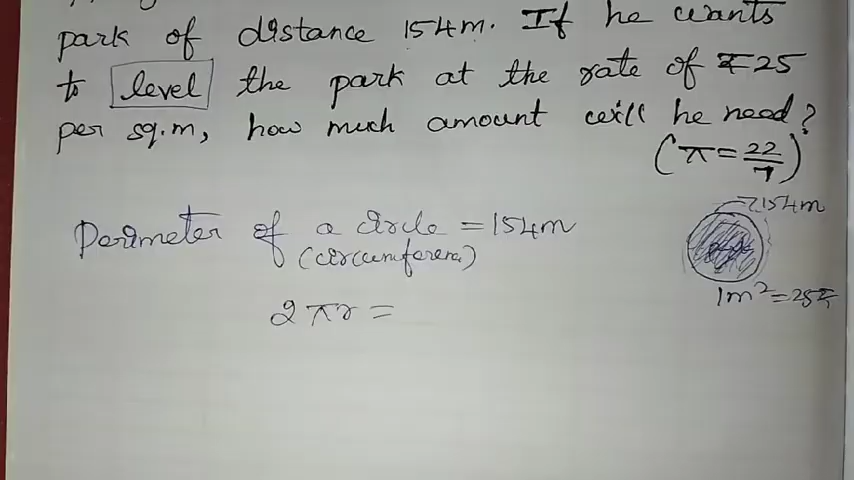 park of distance 154m. If he wants
to level the park at the rate of ₹25
per sq.m, how much amount will he need?
(π=22/7)
154m
Perimeter of a circle = 154m
(circumferen.)
1m²=25₹
2πr=